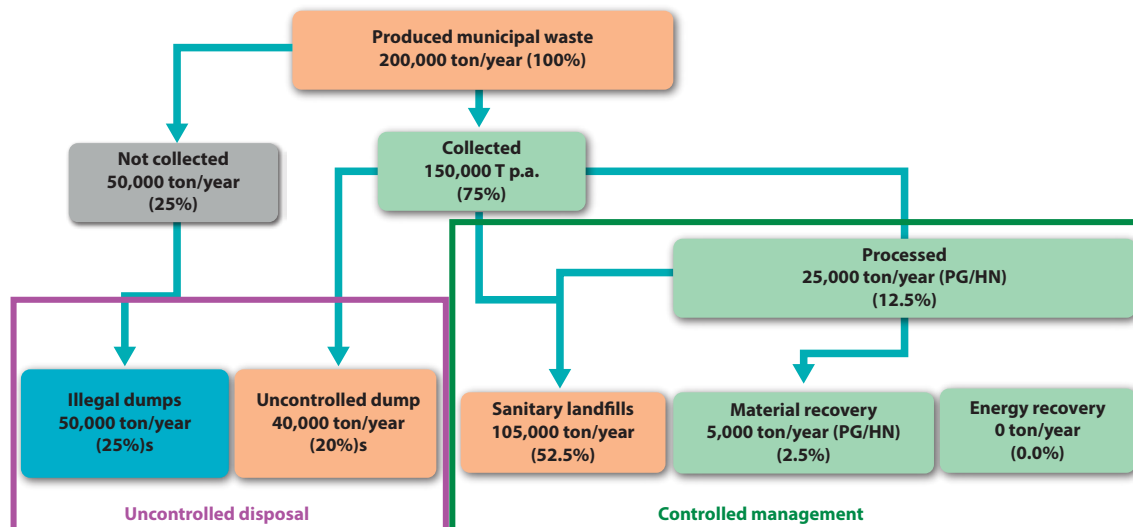 Produced municipal waste
200,000 ton/year (100%)
Not collected
50,000 ton/year
(25%)
Collected
150,000 T p.a.
(75%)
Processed
25,000 ton/year (PG/HN)
(12.5%)
Illegal dumps
50,000 ton/year
(25%)s
Uncontrolled dump
40,000 ton/year
(20%)s
Sanitary landfills
105,000 ton/year
(52.5%)
Material recovery
5,000 ton/year (PG/HN)
(2.5%)
Energy recovery
0 ton/year
(0.0%)
Uncontrolled disposal
Controlled management